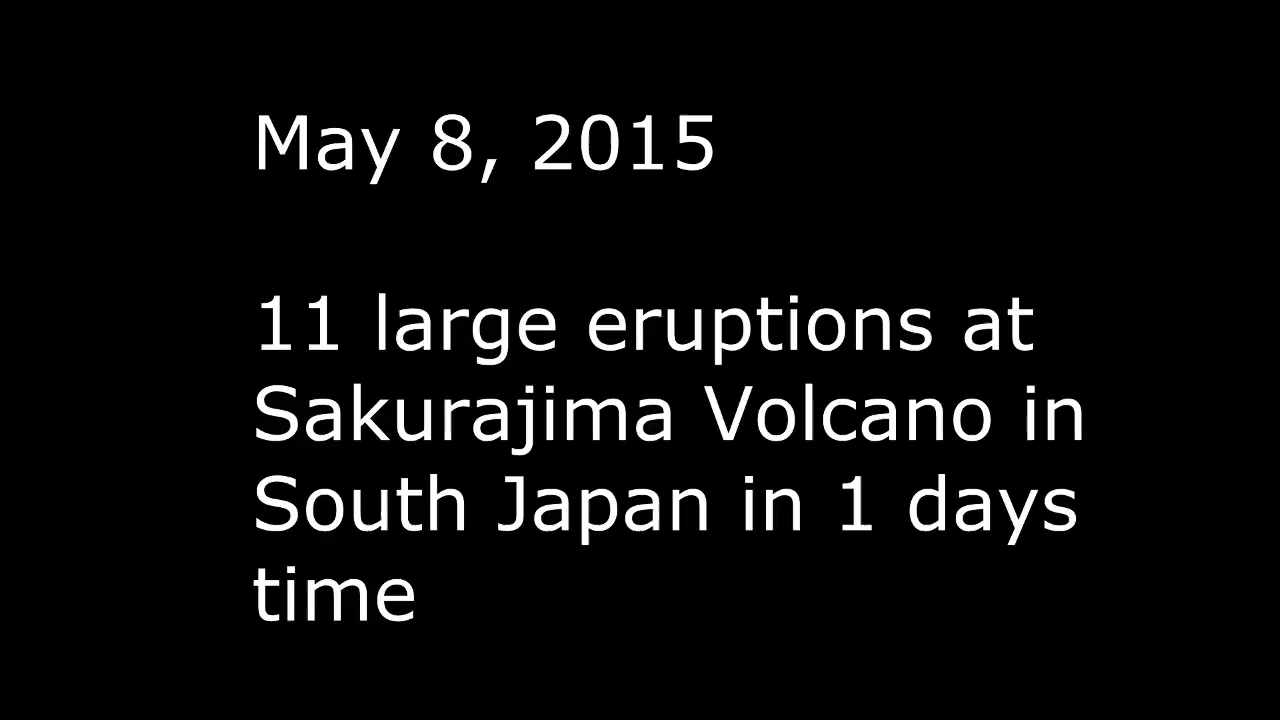 May 8, 2015
11 large eruptions at
Sakurajima Volcano in
South Japan in 1 days
time